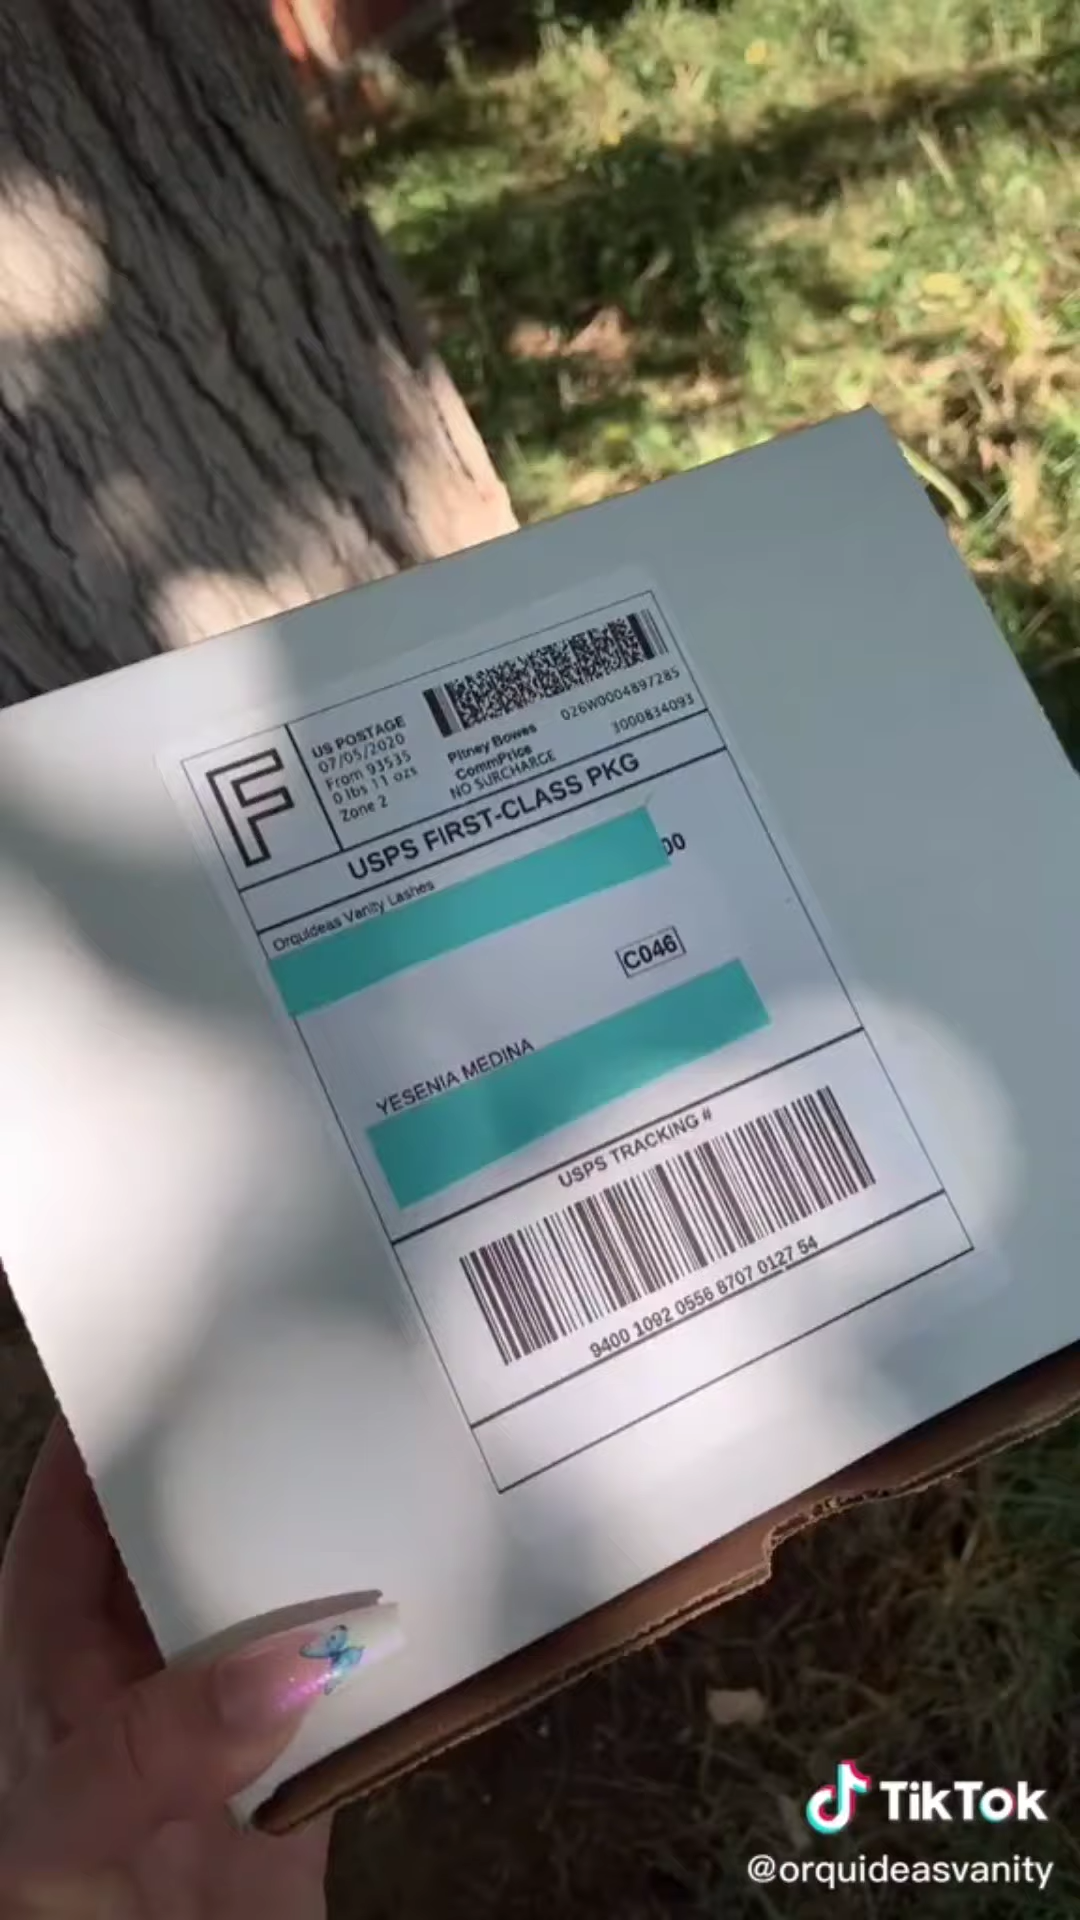 F
US POSTAGE
07/05/2020
From 93535
0 lbs 11 ozs
Zone 2
Pitney Bowes
CommPrice
NO SURCHARGE
026W0004897285
3000834093
USPS FIRST-CLASS PKG
Orquideas Vanity Lashes
00
C046
YESENIA MEDINA
USPS TRACKING #
9400 1092 0556 8707 0127 54
TikTok
@orquideasvanity